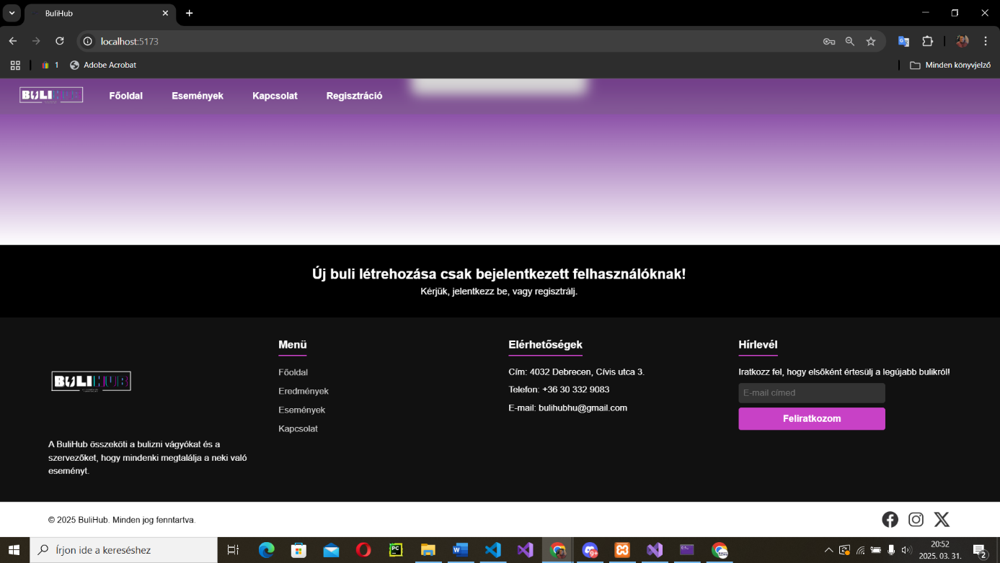 BuliHub
localhost:5173
1
Adobe Acrobat
Minden könyvjelző
BULIHUB
Főoldal
Események
Kapcsolat
Regisztráció
Új buli létrehozása csak bejelentkezett felhasználóknak!
Kérjük, jelentkezz be, vagy regisztrálj.
BULIHUB
A BuliHub összeköti a bulizni vágyókat és a
szervezőket, hogy mindenki megtalálja a neki való
eseményt.
Menü
Főoldal
Eredmények
Események
Kapcsolat
Elérhetőségek
Cím: 4032 Debrecen, Cívis utca 3.
Telefon: +36 30 332 9083
E-mail: bulihubhu@gmail.com
Hírlevél
Iratkozz fel, hogy elsőként értesülj a legújabb bulikról!
E-mail címed
Feliratkozom
© 2025 BuliHub. Minden jog fenntartva.
Írjon ide a kereséshez
20:52
2025. 03. 31.
2